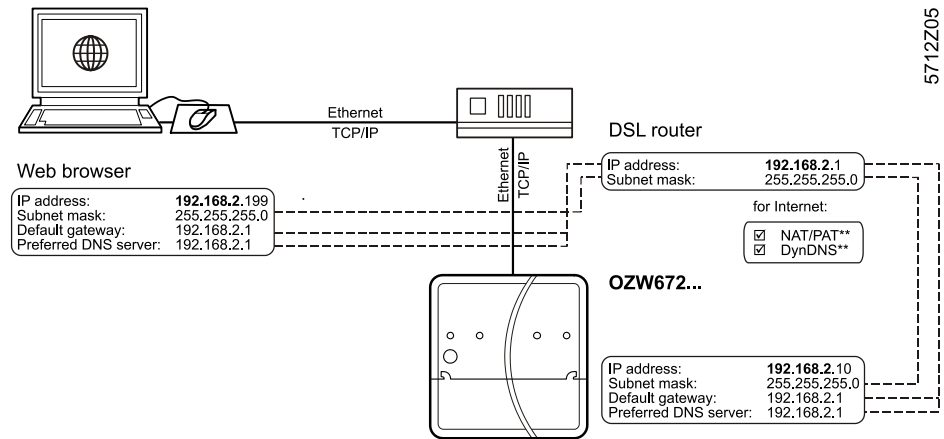 5712Z05
Ethernet
TCP/IP
DSL router
IP address: 192.168.2.1
Subnet mask: 255.255.255.0
Ethernet
TCP/IP
Web browser
IP address: 192.168.2.199
Subnet mask: 255.255.255.0
Default gateway: 192.168.2.1
Preferred DNS server: 192.168.2.1
for Internet:
☑ NAT/PAT**
☑ DynDNS**
OZW672...
IP address: 192.168.2.10
Subnet mask: 255.255.255.0
Default gateway: 192.168.2.1
Preferred DNS server: 192.168.2.1